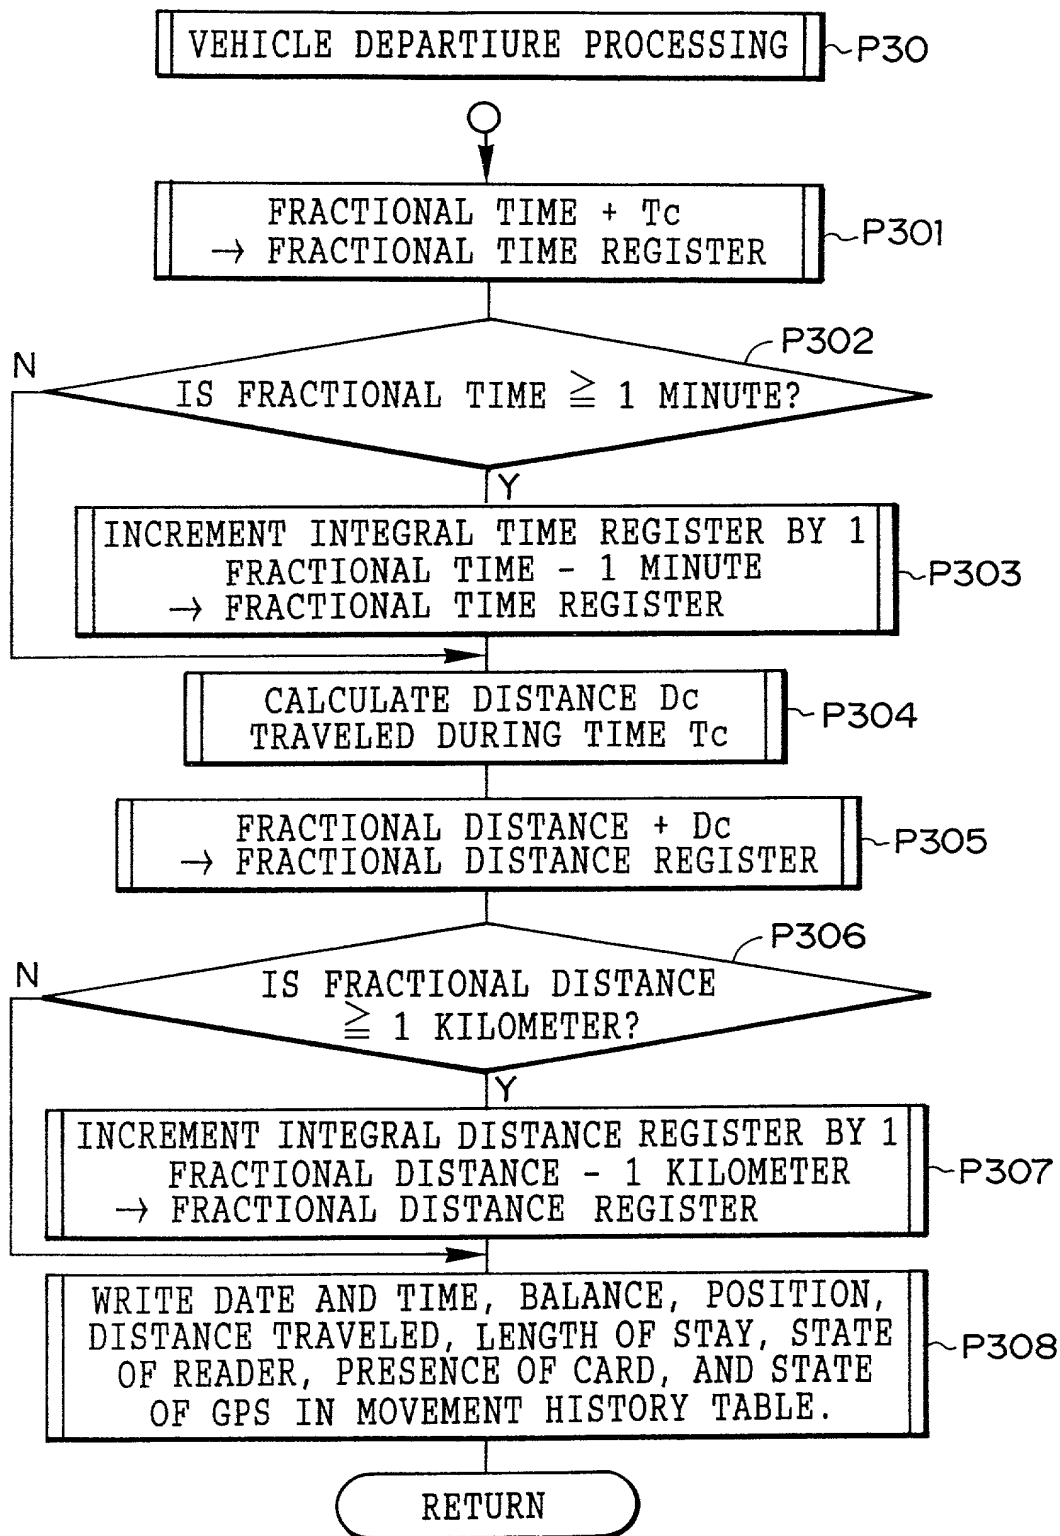 VEHICLE DEPARTIURE PROCESSING
P30
FRACTIONAL TIME + Tc
→ FRACTIONAL TIME REGISTER
P301
P302
N
IS FRACTIONAL TIME ≧ 1 MINUTE?
Y
INCREMENT INTEGRAL TIME REGISTER BY 1
FRACTIONAL TIME - 1 MINUTE
→ FRACTIONAL TIME REGISTER
P303
CALCULATE DISTANCE Dc
TRAVELED DURING TIME Tc
P304
FRACTIONAL DISTANCE + Dc
→ FRACTIONAL DISTANCE REGISTER
P305
P306
N
IS FRACTIONAL DISTANCE
≧ 1 KILOMETER?
Y
INCREMENT INTEGRAL DISTANCE REGISTER BY 1
FRACTIONAL DISTANCE - 1 KILOMETER
→ FRACTIONAL DISTANCE REGISTER
P307
WRITE DATE AND TIME, BALANCE, POSITION,
DISTANCE TRAVELED, LENGTH OF STAY, STATE
OF READER, PRESENCE OF CARD, AND STATE
OF GPS IN MOVEMENT HISTORY TABLE.
P308
RETURN